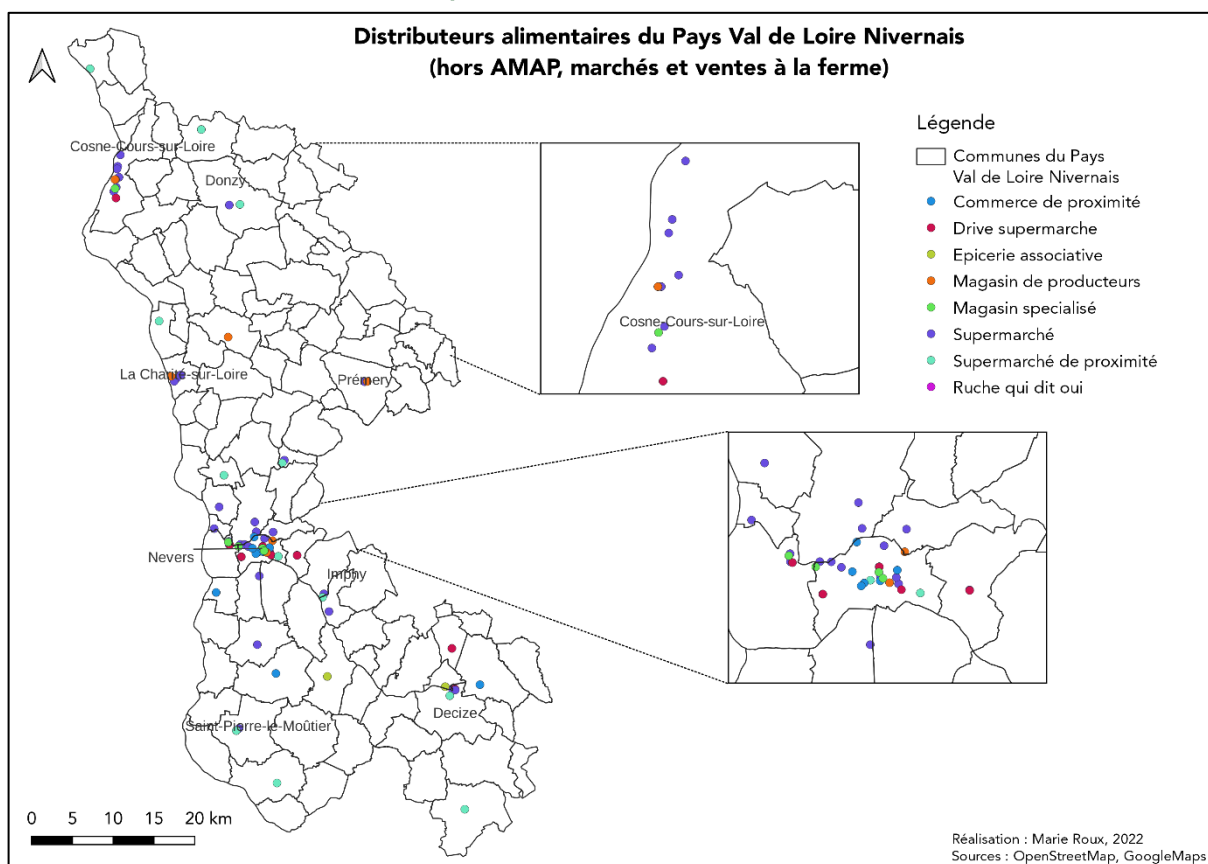 Distributeurs alimentaires du Pays Val de Loire Nivernais
(hors AMAP, marchés et ventes à la ferme)
Légende
Communes du Pays
Val de Loire Nivernais
Commerce de proximité
Drive supermarche
Epicerie associative
Magasin de producteurs
Magasin specialisé
Supermarché
Supermarché de proximité
Ruche qui dit oui
Cosne-Cours-sur-Loire
Donzy
La Charité-sur-Loire
Prémery
Nevers
Imphy
Saint-Pierre-le-Moûtier
Decize
Cosne-Cours-sur-Loire
0 5 10 15 20 km
Réalisation : Marie Roux, 2022
Sources : OpenStreetMap, GoogleMaps